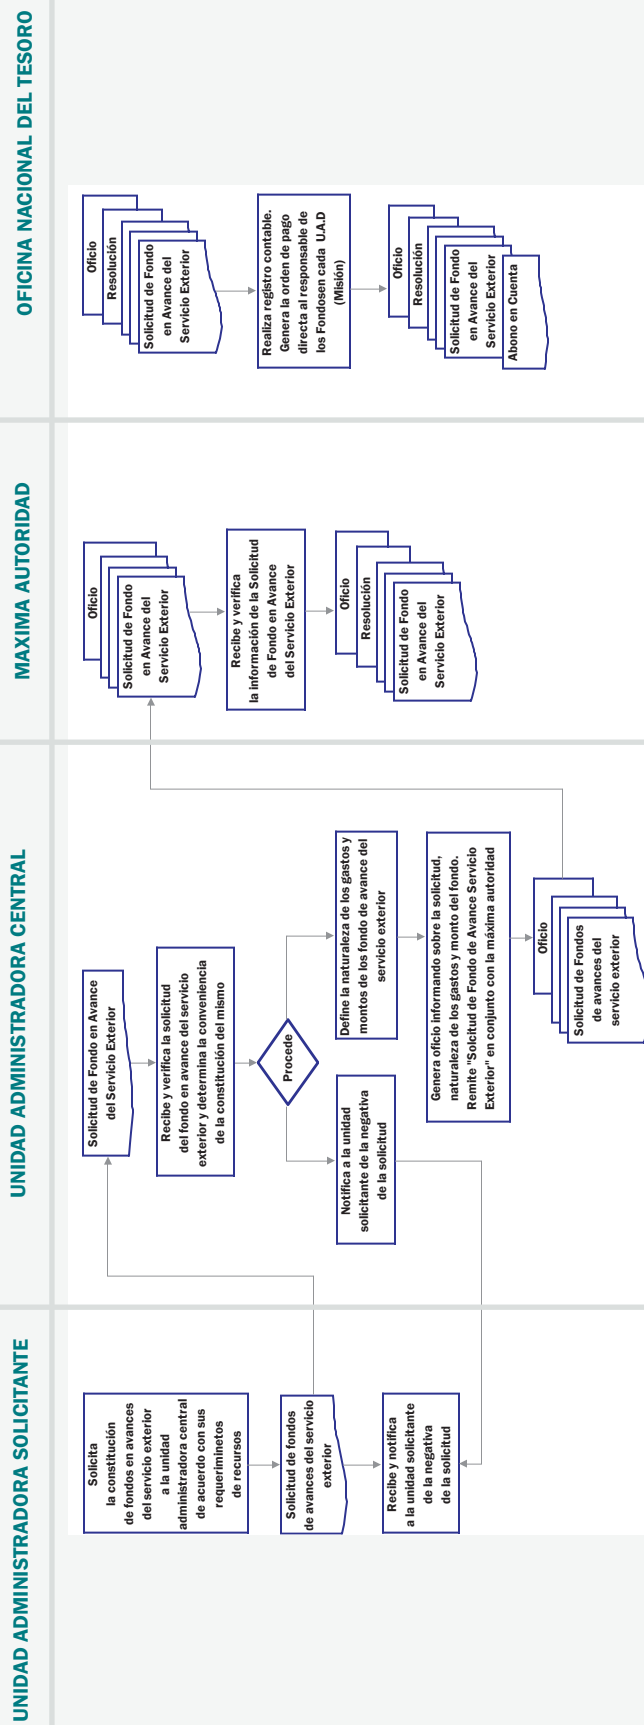 UNIDAD ADMINISTRADORA SOLICITANTE
Solicita
la constitución
de fondos en avances
del servicio exterior
a la unidad
administradora central
de acuerdo con sus
requeriminetos
de recursos
Solicitud de fondos
de avances del servicio
exterior
Recibe y notifica
a la unidad solicitante
de la negativa
de la solicitud
UNIDAD ADMINISTRADORA CENTRAL
Solicitud de Fondo en Avance
del Servicio Exterior
Recibe y verifica la solicitud
del fondo en avance del servicio
exterior y determina la conveniencia
de la constitución del mismo
Procede
Notifica a la unidad
solicitante de la negativa
de la solicitud
Define la naturaleza de los gastos y
montos de los fondo de avance del
servicio exterior
Genera oficio informando sobre la solicitud,
naturaleza de los gastos y monto del fondo.
Remite "Solcitud de Fondo de Avance Servicio
Exterior" en conjunto con la máxima autoridad
Oficio
Solicitud de Fondos
de avances del
servicio exterior
MAXIMA AUTORIDAD
Oficio
Solicitud de Fondo
en Avance del
Servicio Exterior
Recibe y verifica
la información de la Solicitud
de Fondo en Avance
del Servicio Exterior
Oficio
Resolución
Solicitud de Fondo
en Avance del
Servicio Exterior
OFICINA NACIONAL DEL TESORO
Oficio
Resolución
Solicitud de Fondo
en Avance del
Servicio Exterior
Realiza registro contable.
Genera la orden de pago
directa al responsable de
los Fondosen cada U.A.D
(Misión)
Oficio
Resolución
Solicitud de Fondo
en Avance del
Servicio Exterior
Abono en Cuenta